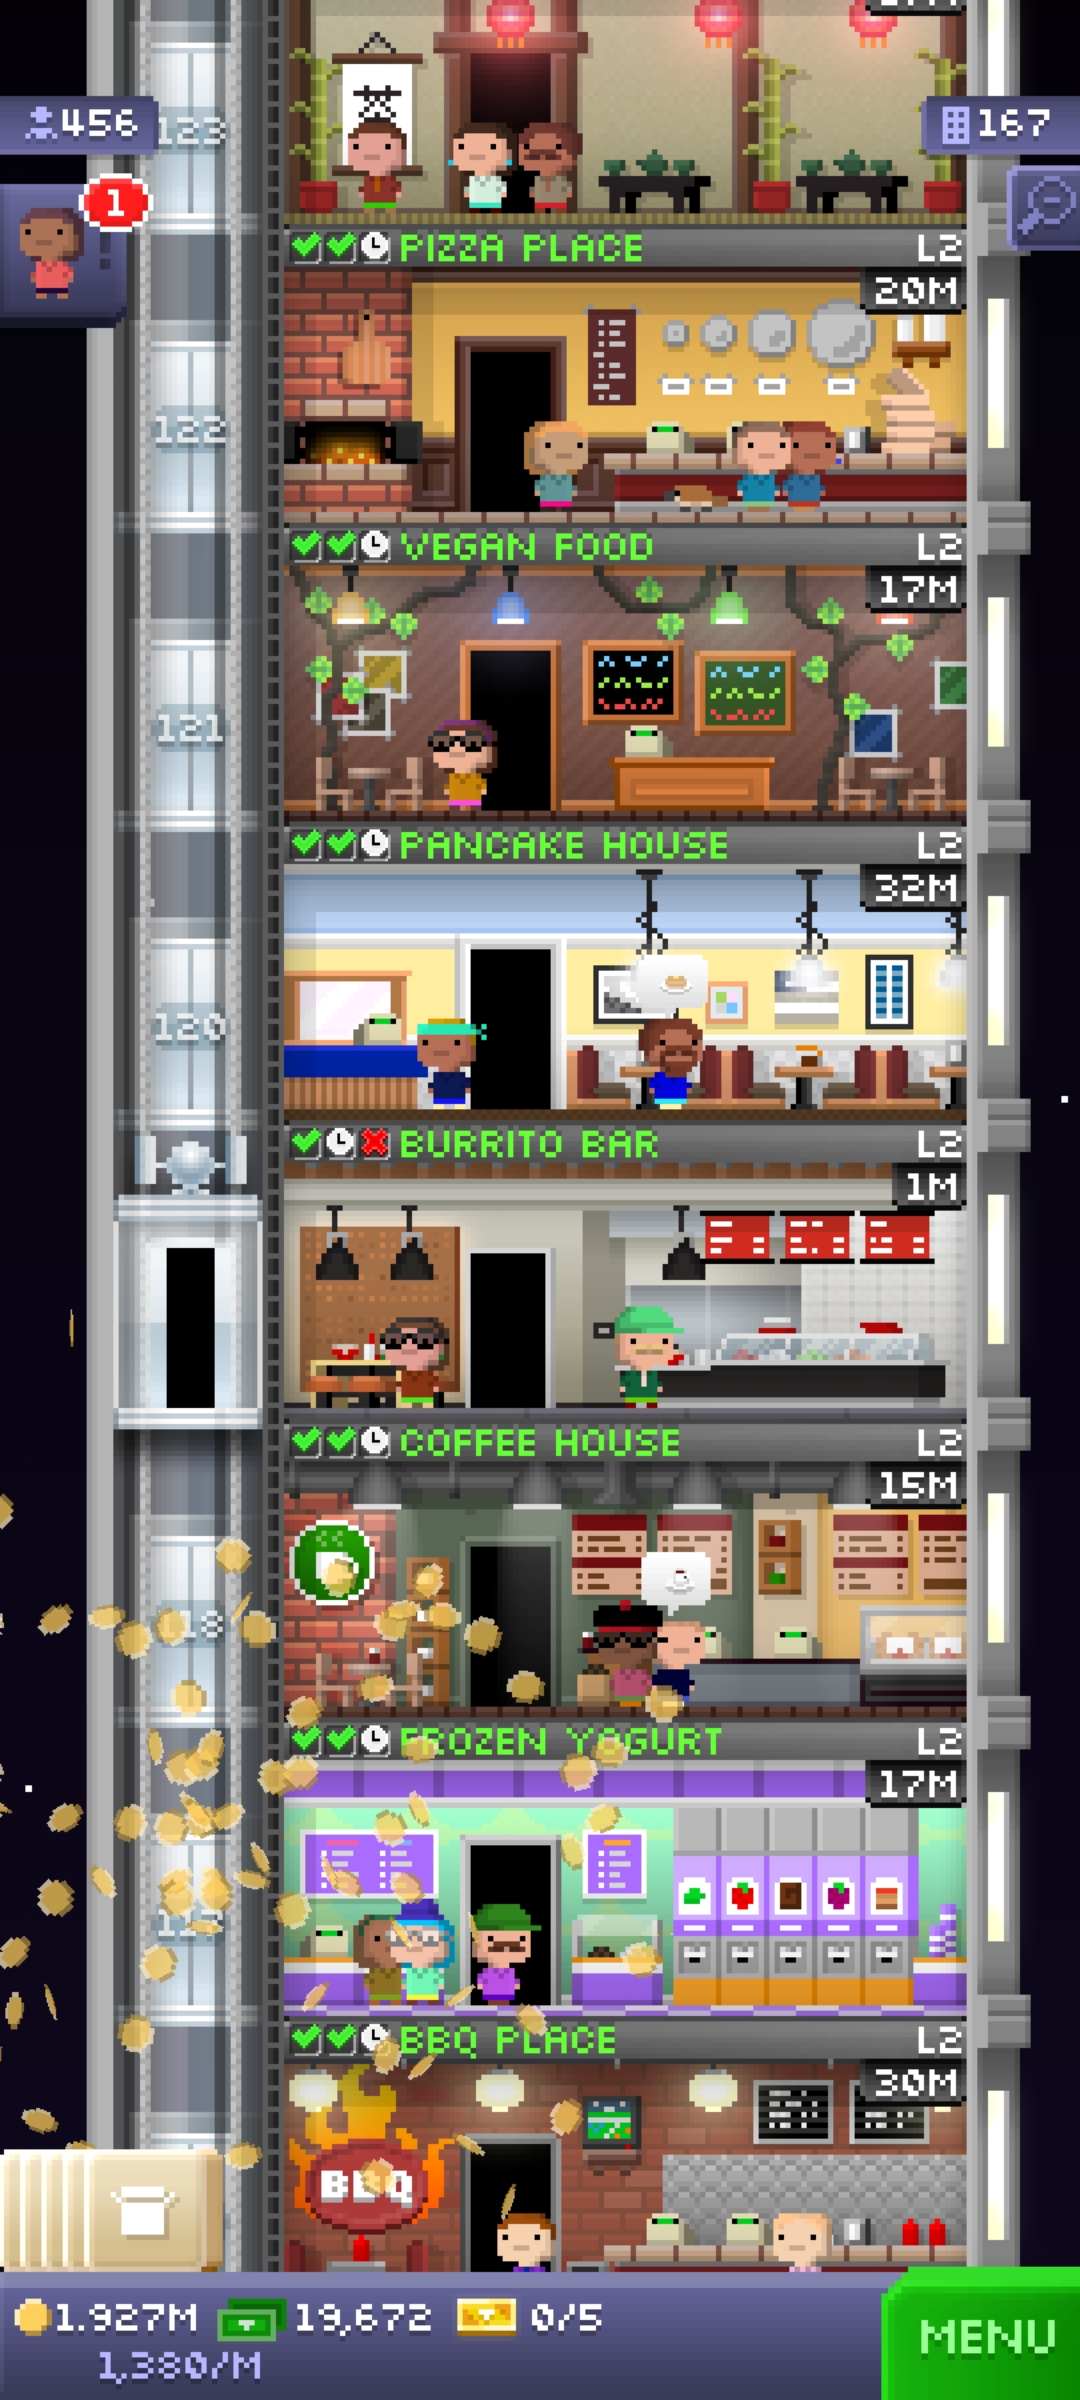 456
123
167
1
PIZZA PLACE
L2
20M
122
VEGAN FOOD
L2
17M
121
PANCAKE HOUSE
L2
32M
120
BURRITO BAR
L2
1M
COFFEE HOUSE
L2
15M
FROZEN YOGURT
L2
17M
BBQ PLACE
L2
30M
BBQ
1.927M
19,672
0/5
1,380/M
MENU